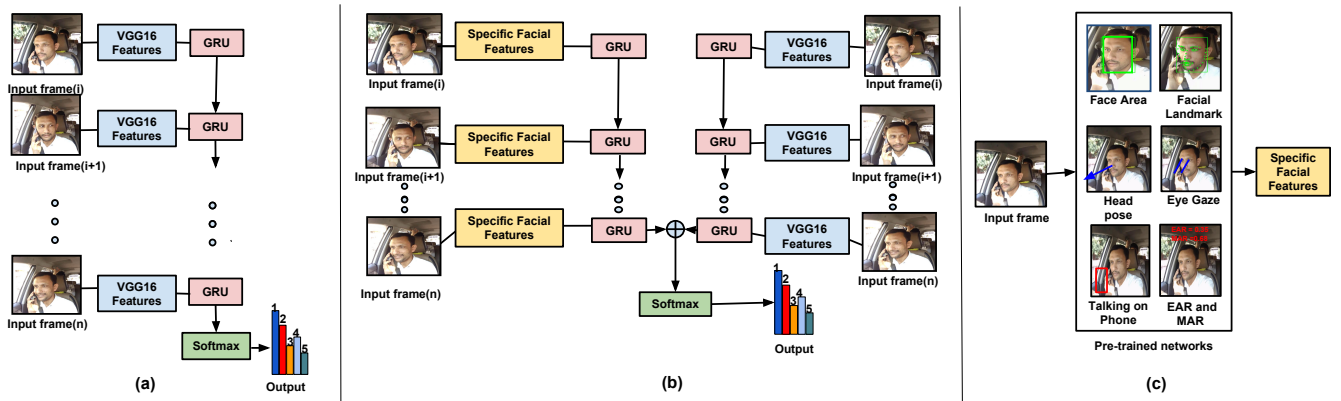 VGG16
Features
GRU
Input frame(i)
VGG16
Features
GRU
Input frame(i+1)
VGG16
Features
GRU
Input frame(n)
Softmax
1
2
3
4
5
Output
(a)
Specific Facial
Features
GRU
GRU
VGG16
Features
Input frame(i)
Input frame(i)
Specific Facial
Features
GRU
GRU
VGG16
Features
Input frame(i+1)
Input frame(i+1)
Specific Facial
Features
GRU
GRU
VGG16
Features
Input frame(n)
Input frame(n)
Softmax
1
2
3
4
5
Output
(b)
Input frame
Face Area
Facial
Landmark
Head
pose
Eye Gaze
Talking on
Phone
EAR and
MAR
Pre-trained networks
Specific
Facial
Features
(c)